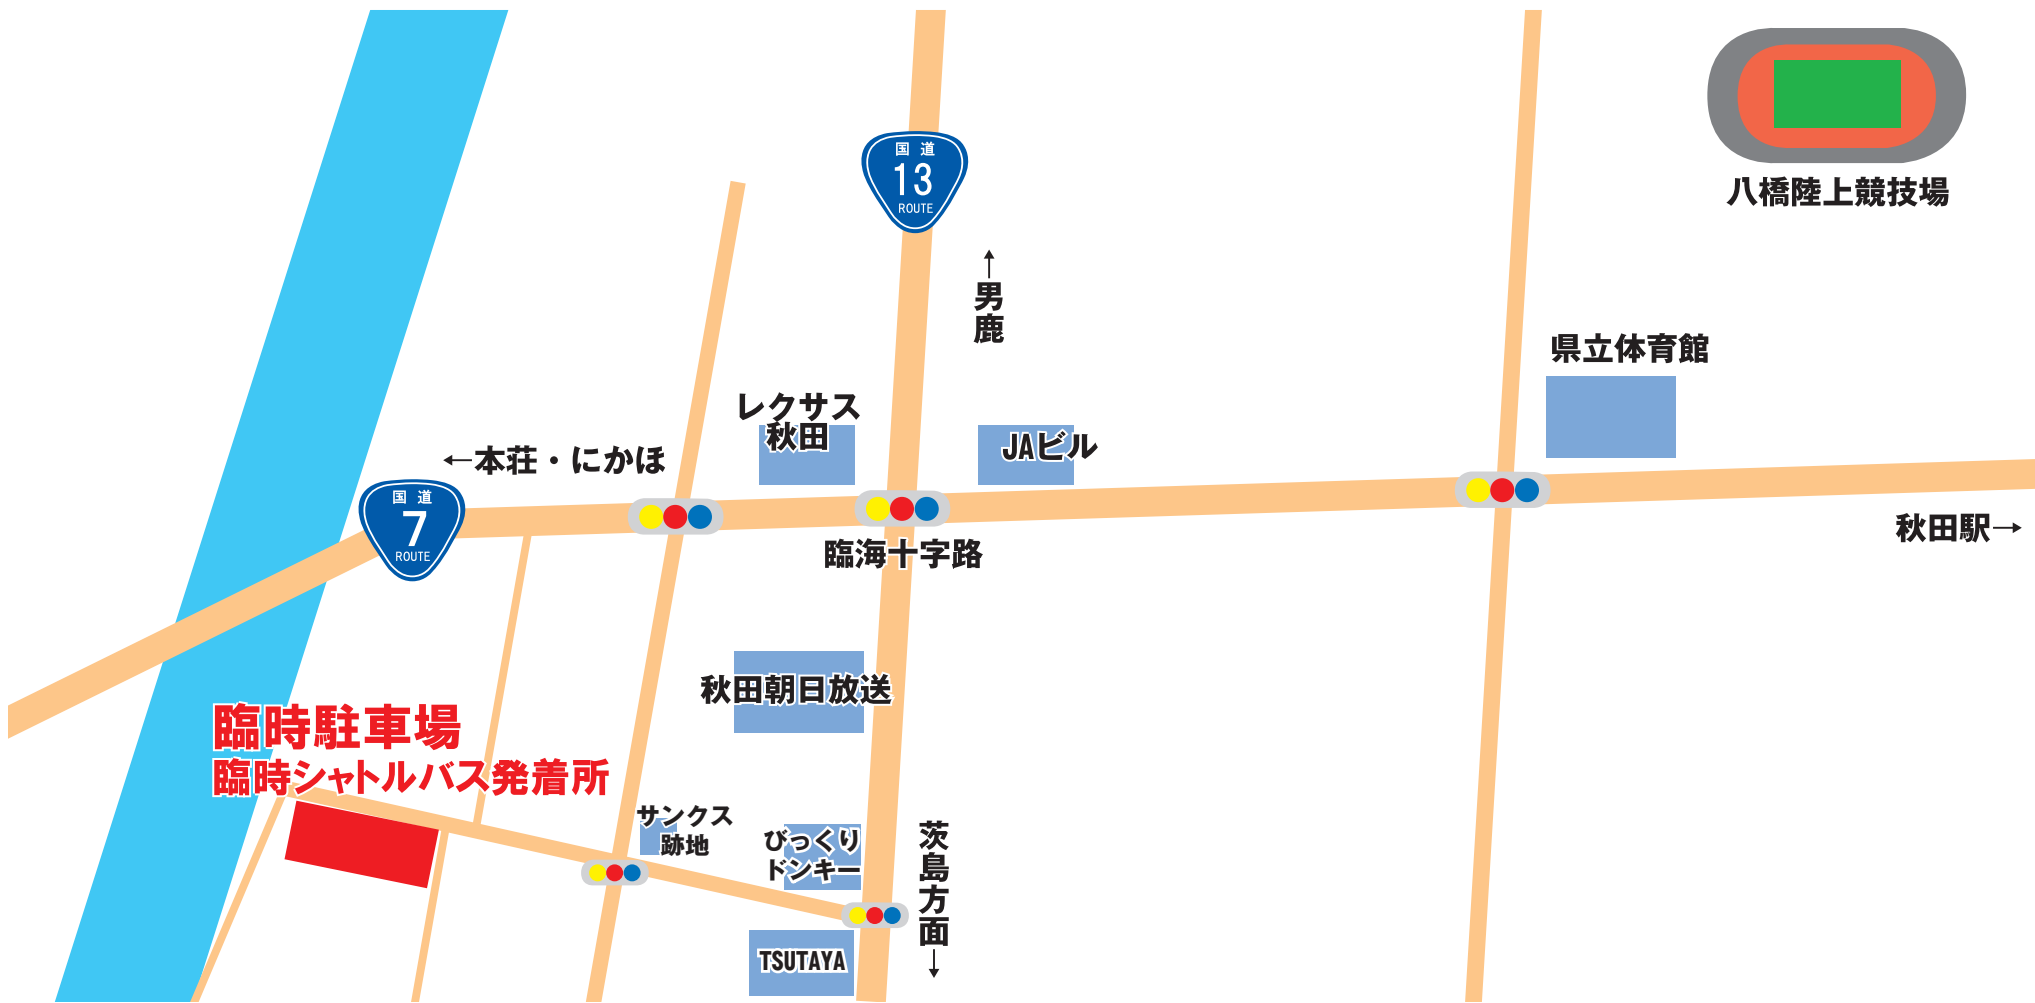 国道
13
ROUTE
八橋陸上競技場
↑男鹿
県立体育館
レクサス
秋田
JAビル
←本荘・にかほ
国道
7
ROUTE
秋田駅→
臨海十字路
秋田朝日放送
臨時駐車場
臨時シャトルバス発着所
サンクス
跡地
びっくり
ドンキー
茨島方面↓
TSUTAYA